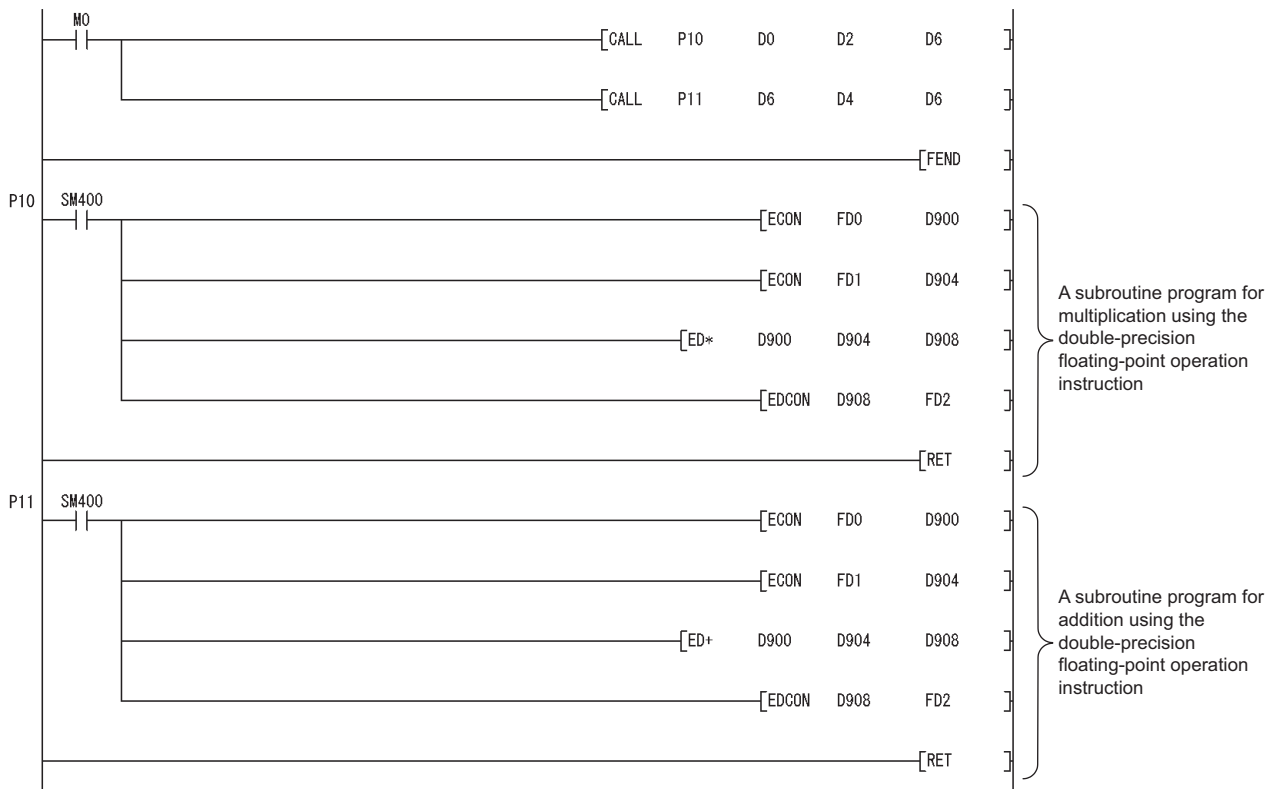 M0
CALL P10 D0 D2 D6
CALL P11 D6 D4 D6
FEND
P10 SM400
ECON FD0 D900
ECON FD1 D904
ED* D900 D904 D908
EDCON D908 FD2
RET
A subroutine program for
multiplication using the
double-precision
floating-point operation
instruction
P11 SM400
ECON FD0 D900
ECON FD1 D904
ED+ D900 D904 D908
EDCON D908 FD2
RET
A subroutine program for
addition using the
double-precision
floating-point operation
instruction